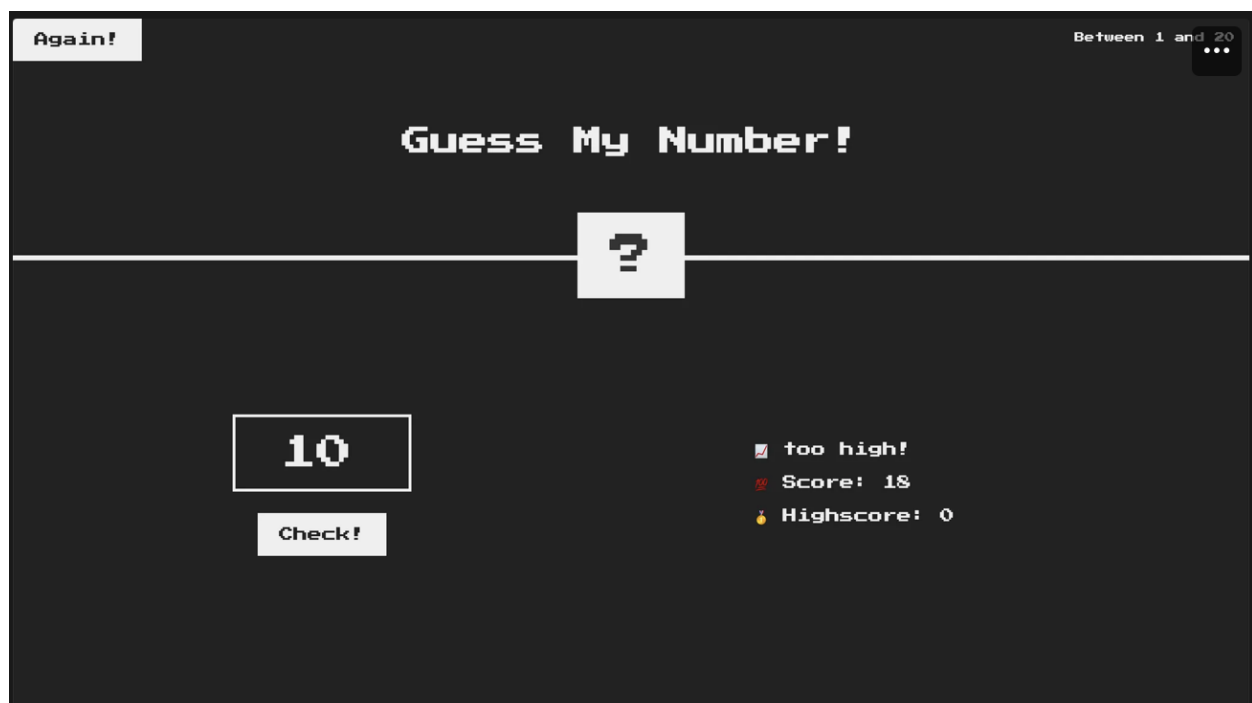 Again!
Between 1 and 20
Guess My Number!
?
10
Check!
📈 too high!
💯 Score: 18
🥇 Highscore: 0